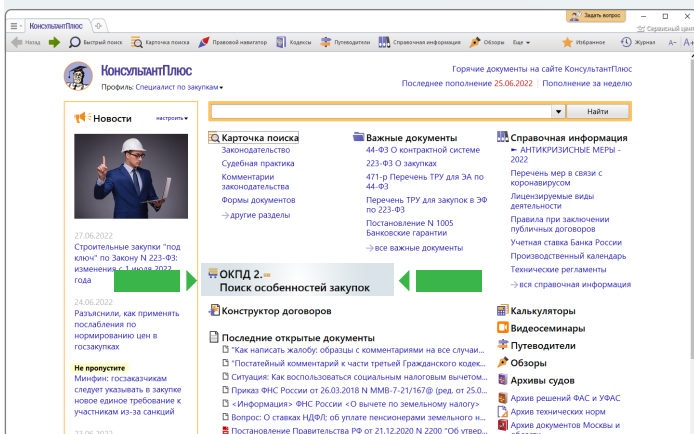 Задать вопрос
КонсультантПлюс
Сервисный цент
Назад
Быстрый поиск
Карточка поиска
Правовой навигатор
Кодексы
Путеводители
Справочная информация
Обзоры
Еще
Избранное
Журнал
А- А+
КонсультантПлюс
Профиль: Специалист по закупкам
Горячие документы на сайте КонсультантПлюс
Последнее пополнение 25.06.2022 Пополнение за неделю
Найти
Новости
настроить
27.06.2022
Строительные закупки "под
ключ" по Закону N 223-ФЗ:
изменения с 1 июля 2022
года
24.06.2022
Разъяснили, как применять
послабления по
нормированию цен в
госзакупках
Не пропустите
Минфин: госзаказчикам
следует указывать в закупке
новое единое требование к
участникам из-за санкций
23.06.2022
Карточка поиска
Законодательство
Судебная практика
Комментарии
законодательства
Формы документов
другие разделы
Важные документы
44-ФЗ О контрактной системе
223-ФЗ О закупках
471-р Перечень ТРУ для ЭА по
44-ФЗ
Перечень ТРУ для закупок в ЭФ
по 223-ФЗ
Постановление N 1005
Банковские гарантии
все важные документы
Справочная информация
АНТИКРИЗИСНЫЕ МЕРЫ -
2022
Перечень мер в связи с
коронавирусом
Лицензируемые виды
деятельности
Правила при заключении
публичных договоров
Учетная ставка Банка России
Производственный календарь
Технические регламенты
вся справочная информация
ОКПД 2.
Поиск особенностей закупок
Конструктор договоров
Последние открытые документы
"Как написать жалобу: образцы с комментариями на все случаи...
"Постатейный комментарий к части третьей Гражданского кодек...
Ситуация: Как воспользоваться социальным налоговым вычетом...
Приказ ФНС России от 26.03.2018 N ММВ-7-21/167@ (ред. от 25.0...
<Информация> ФНС России <О вычете по земельному налогу>
Вопрос: О ставках НДФЛ; об уплате пенсионерами земельного н...
Постановление Правительства РФ от 21.12.2020 N 2200 "Об утвер...
Калькуляторы
Видеосеминары
Путеводители
Обзоры
Архивы судов
Архив решений ФАС и УФАС
Архив технических норм
Архив документов Москвы и
области